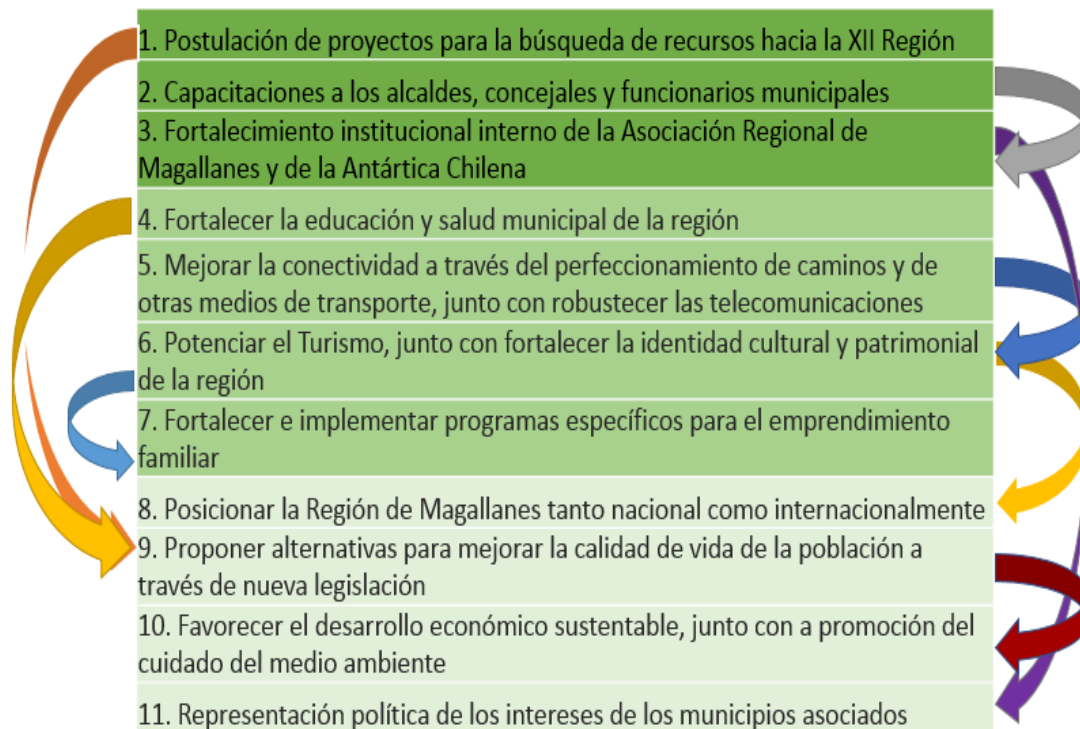 1. Postulación de proyectos para la búsqueda de recursos hacia la XII Región
2. Capacitaciones a los alcaldes, concejales y funcionarios municipales
3. Fortalecimiento institucional interno de la Asociación Regional de
Magallanes y de la Antártica Chilena
4. Fortalecer la educación y salud municipal de la región
5. Mejorar la conectividad a través del perfeccionamiento de caminos y de
otras medios de transporte, junto con robustecer las telecomunicaciones
6. Potenciar el Turismo, junto con fortalecer la identidad cultural y patrimonial
de la región
7. Fortalecer e implementar programas específicos para el emprendimiento
familiar
8. Posicionar la Región de Magallanes tanto nacional como internacionalmente
9. Proponer alternativas para mejorar la calidad de vida de la población a
través de nueva legislación
10. Favorecer el desarrollo económico sustentable, junto con a promoción del
cuidado del medio ambiente
11. Representación política de los intereses de los municipios asociados